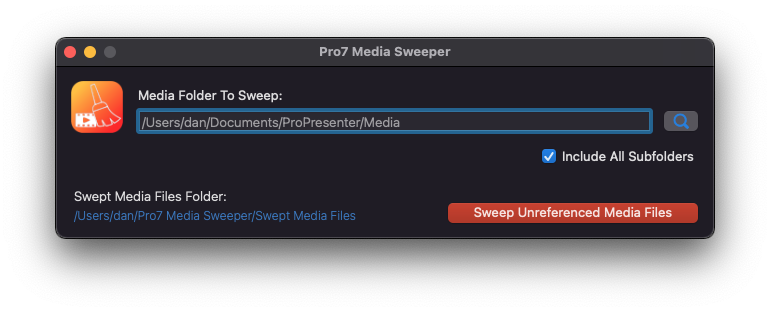 Pro7 Media Sweeper
Media Folder To Sweep:
/Users/dan/Documents/ProPresenter/Media
Include All Subfolders
Swept Media Files Folder:
/Users/dan/Pro7 Media Sweeper/Swept Media Files
Sweep Unreferenced Media Files